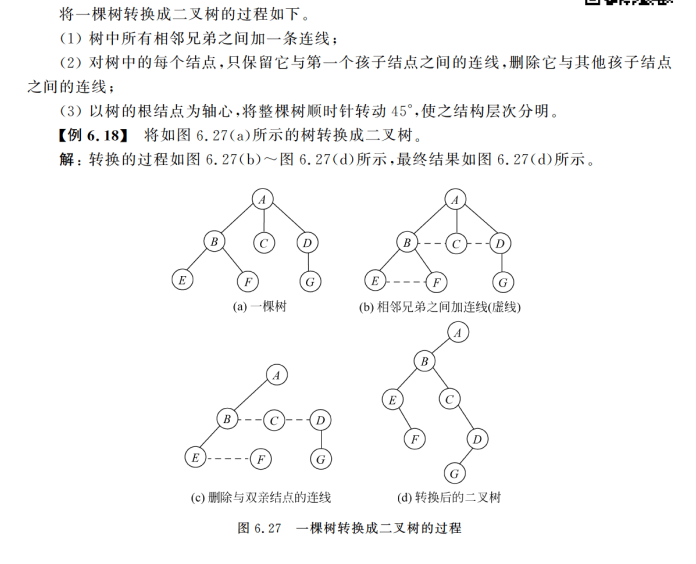 将一棵树转换成二叉树的过程如下。
(1) 树中所有相邻兄弟之间加一条连线;
(2) 对树中的每个结点,只保留它与第一个孩子结点之间的连线,删除它与其他孩子结点
之间的连线;
(3) 以树的根结点为轴心,将整棵树顺时针转动 45°,使之结构层次分明。
【例 6.18】 将如图 6.27(a)所示的树转换成二叉树。
解: 转换的过程如图 6.27(b)～图 6.27(d)所示,最终结果如图 6.27(d)所示。
A A
B C D B C D
E F G E F G
(a) 一棵树 (b) 相邻兄弟之间加连线(虚线)
A
B
A
E C
B C D
F D
E F G
G
(c) 删除与双亲结点的连线 (d) 转换后的二叉树
图 6.27 一棵树转换成二叉树的过程